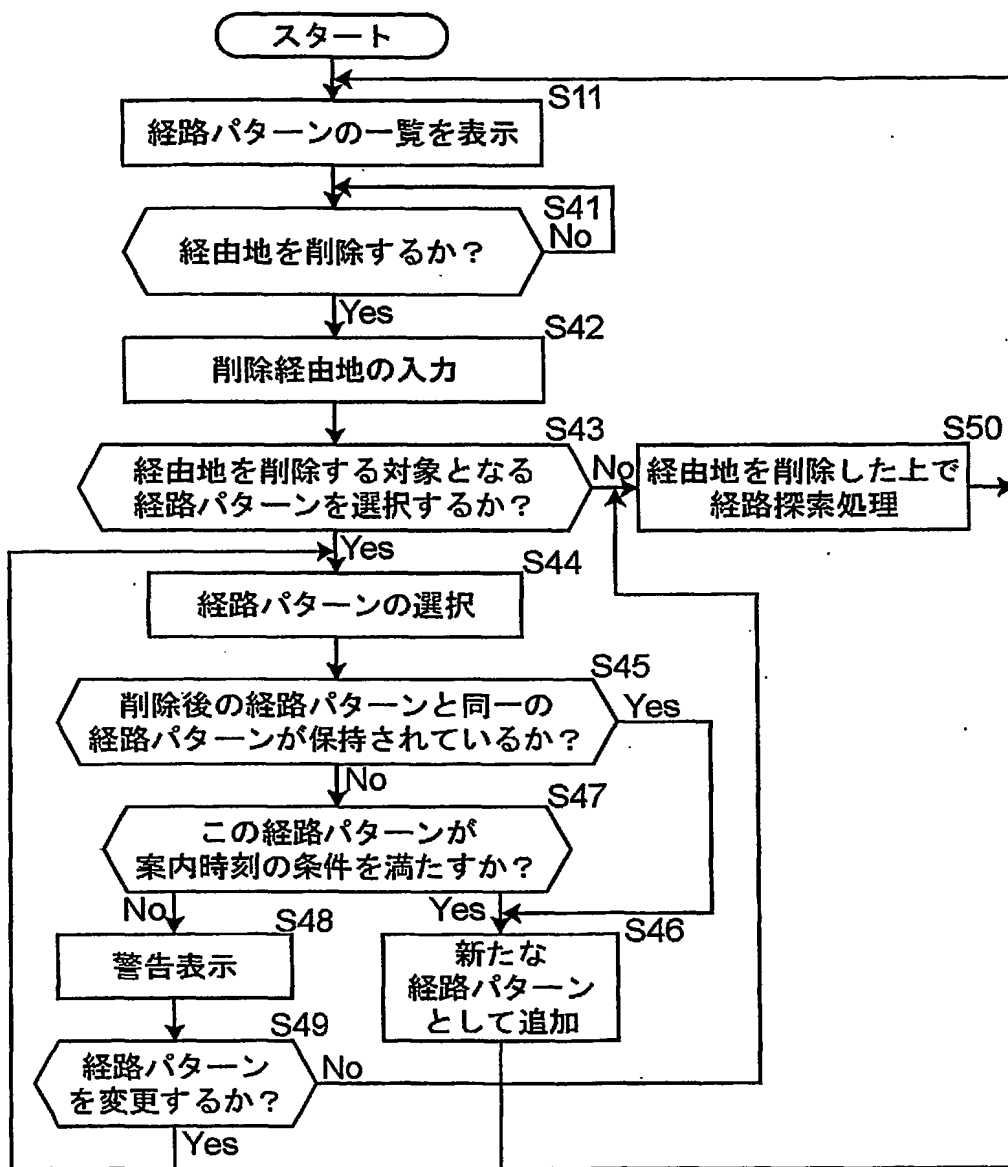 スタート
S11
経路パターンの一覧を表示
S41
経由地を削除するか？
No
Yes
S42
削除経由地の入力
S43
経由地を削除する対象となる
経路パターンを選択するか？
No
S50
経由地を削除した上で
経路探索処理
Yes
S44
経路パターンの選択
S45
削除後の経路パターンと同一の
経路パターンが保持されているか？
Yes
No
S47
この経路パターンが
案内時刻の条件を満たすか？
No
Yes
S48
警告表示
S46
新たな
経路パターン
として追加
S49
経路パターン
を変更するか？
No
Yes